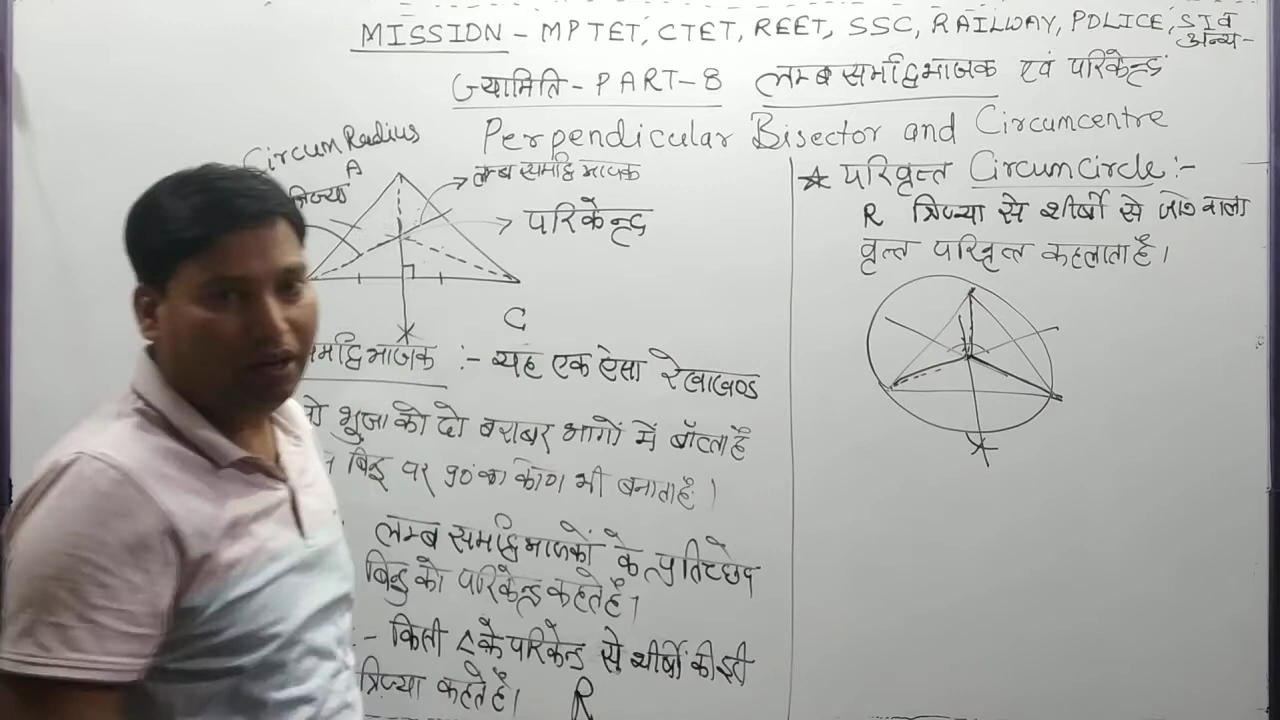 MISSION - MPTET, CTET, REET, SSC, RAILWAY, POLICE,
अन्य-
ज्यामिति - PART-8 लम्ब समद्विभाजक एवं परिकेन्द्र
Perpendicular Bisector and Circumcentre
Circum Radius
त्रिज्या
A
लम्ब समद्विभाजक
परिकेन्द्र
C
समद्विभाजक :- यह एक ऐसा रेखाखण्ड
भुजा को दो बराबर भागों में बाँटता है
बिन्दु पर 90° का कोण भी बनाता है।
लम्ब समद्विभाजकों के प्रतिच्छेद
बिन्दु को परिकेन्द्र कहते हैं।
- किसी Δ के परिकेन्द्र से शीर्षों की दूरी
त्रिज्या कहते है। R
★ परिवृत्त Circum Circle :-
R त्रिज्या से शीर्षों से जाने वाला
वृत्त परिवृत्त कहलाता है।